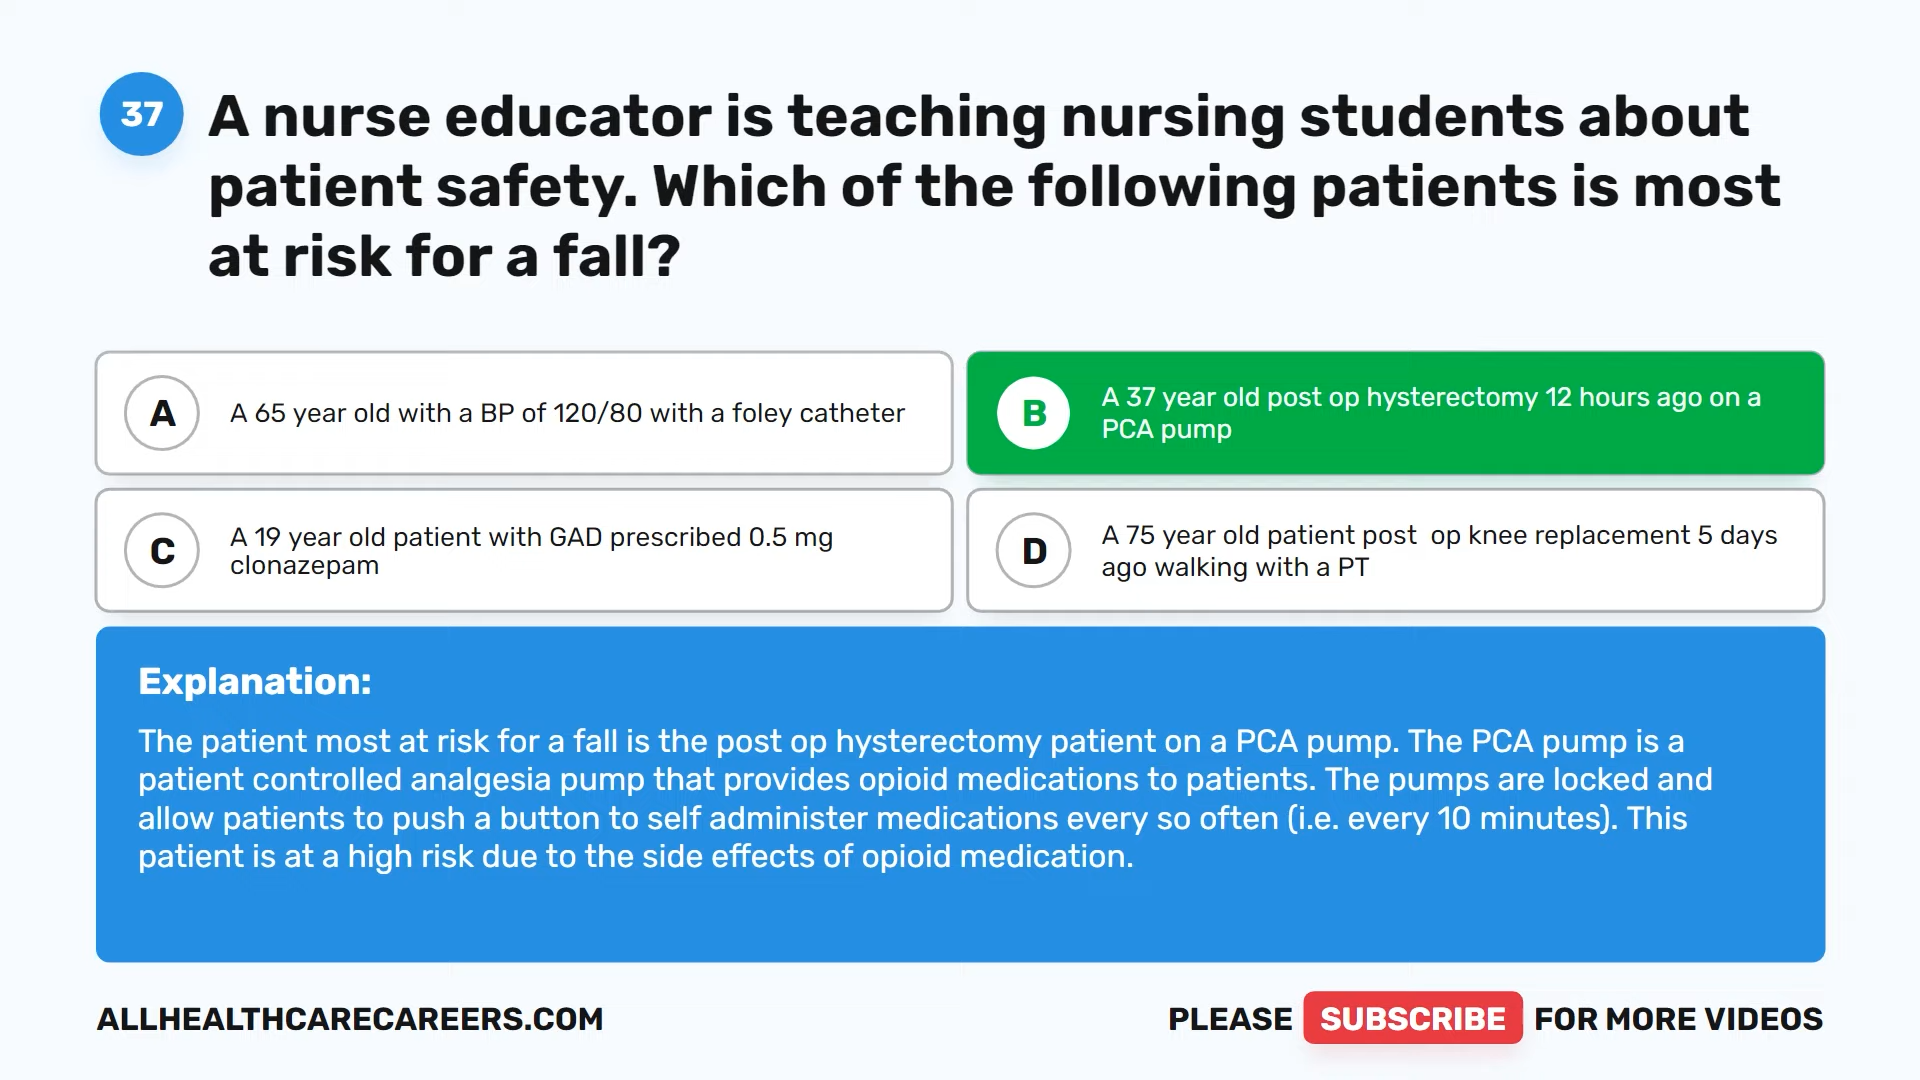 37
A nurse educator is teaching nursing students about
patient safety. Which of the following patients is most
at risk for a fall?
A
A 65 year old with a BP of 120/80 with a foley catheter
B
A 37 year old post op hysterectomy 12 hours ago on a
PCA pump
C
A 19 year old patient with GAD prescribed 0.5 mg
clonazepam
D
A 75 year old patient post  op knee replacement 5 days
ago walking with a PT
Explanation:
The patient most at risk for a fall is the post op hysterectomy patient on a PCA pump. The PCA pump is a
patient controlled analgesia pump that provides opioid medications to patients. The pumps are locked and
allow patients to push a button to self administer medications every so often (i.e. every 10 minutes). This
patient is at a high risk due to the side effects of opioid medication.
ALLHEALTHCARECAREERS.COM
PLEASE SUBSCRIBE FOR MORE VIDEOS